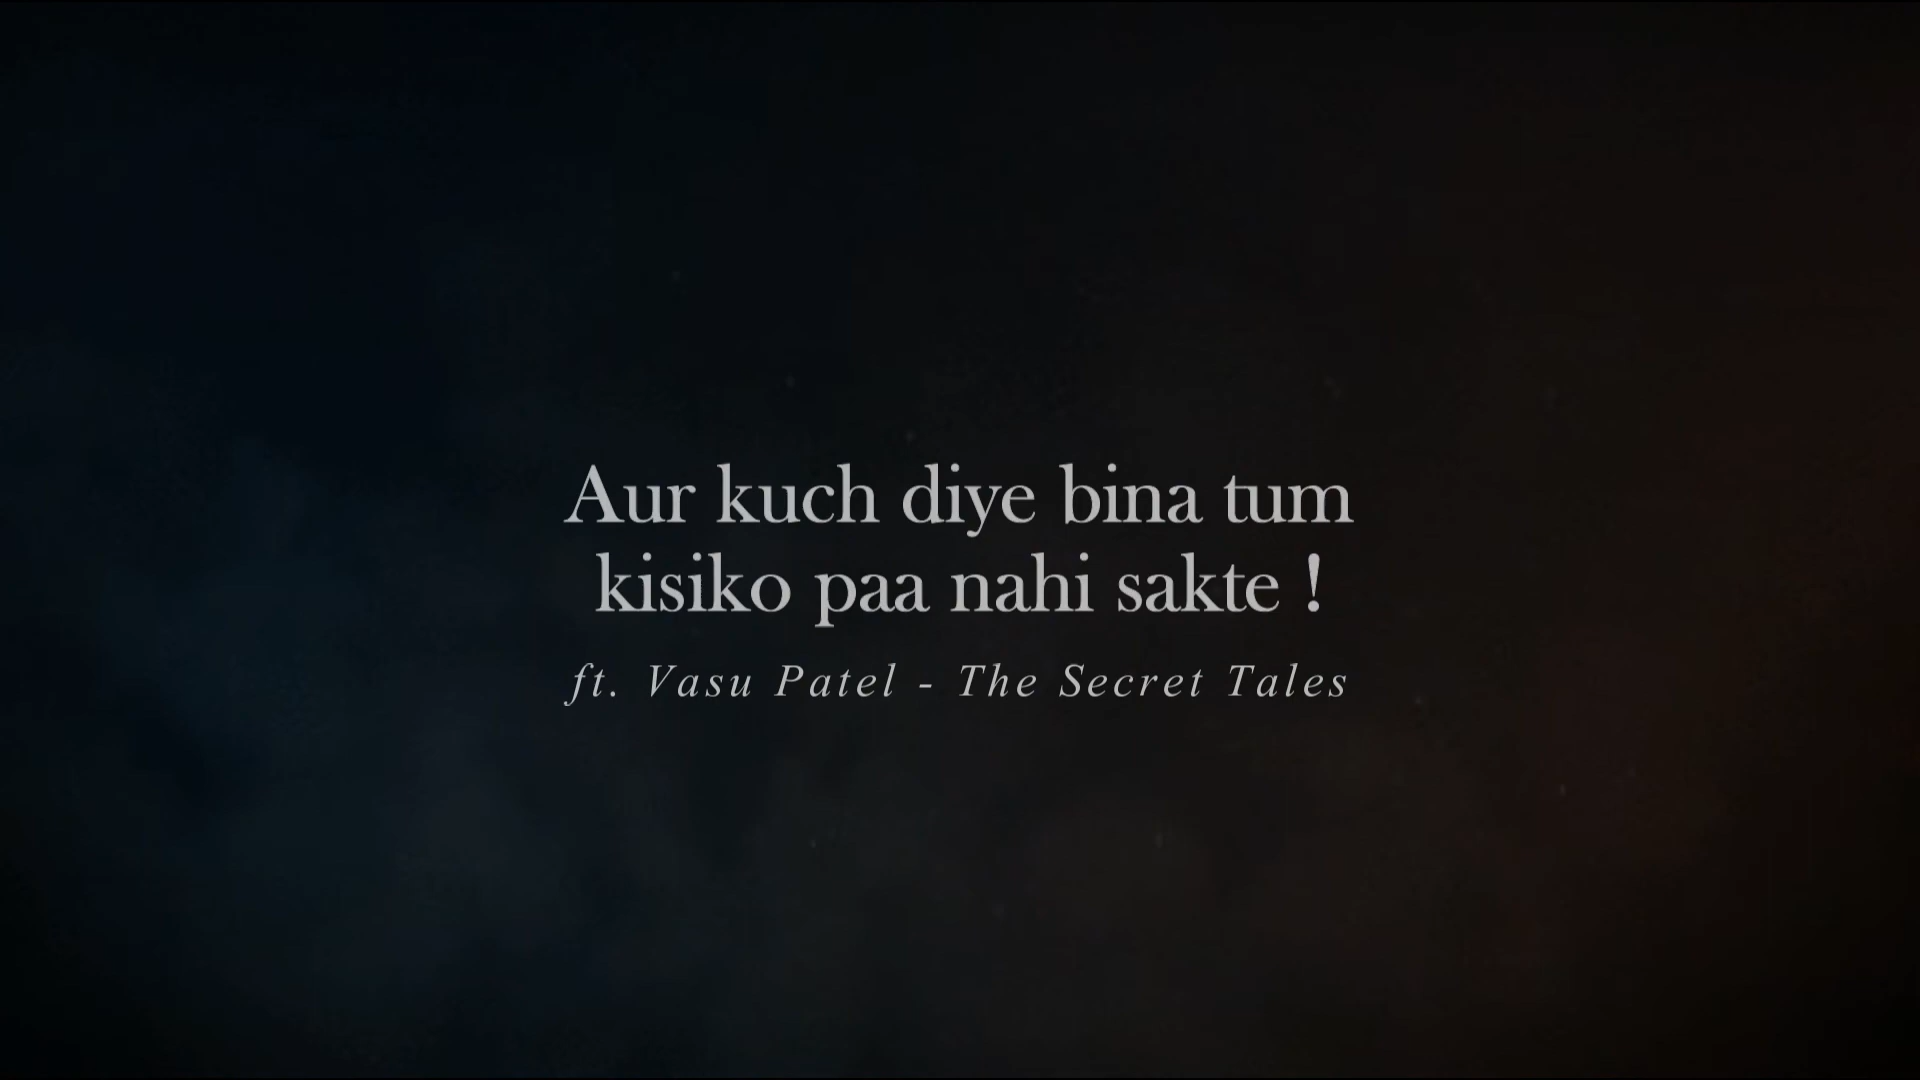 Aur kuch diye bina tum
kisiko paa nahi sakte !
ft. Vasu Patel - The Secret Tales